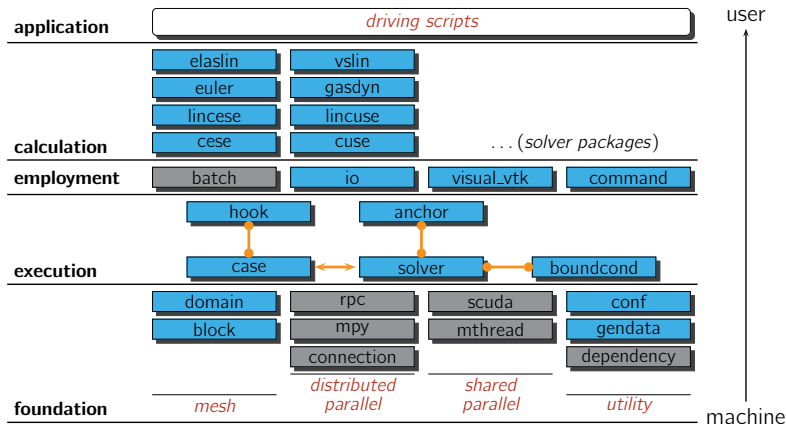 user
application driving scripts
elaslin vslin
euler gasdyn
lincese lincuse
cese cuse
calculation ... (solver packages)
employment batch io visual_vtk command
hook anchor
execution case solver boundcond
domain rpc scuda conf
block mpy mthread gendata
connection dependency
foundation mesh distributed parallel shared parallel utility
machine